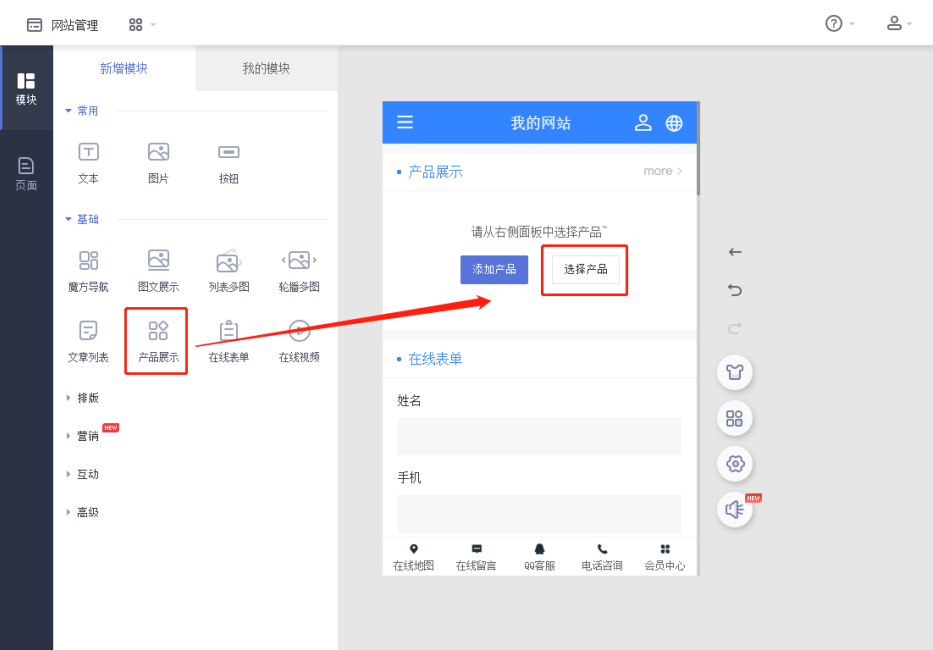 网站管理
新增模块
我的模块
模块
页面
常用
文本
图片
按钮
基础
魔方导航
图文展示
列表多图
轮播多图
文章列表
产品展示
在线表单
在线视频
排版
营销 NEW
互动
高级
我的网站
产品展示
more
请从右侧面板中选择产品~
添加产品
选择产品
在线表单
姓名
手机
在线地图
在线留言
QQ客服
电话咨询
会员中心
NEW